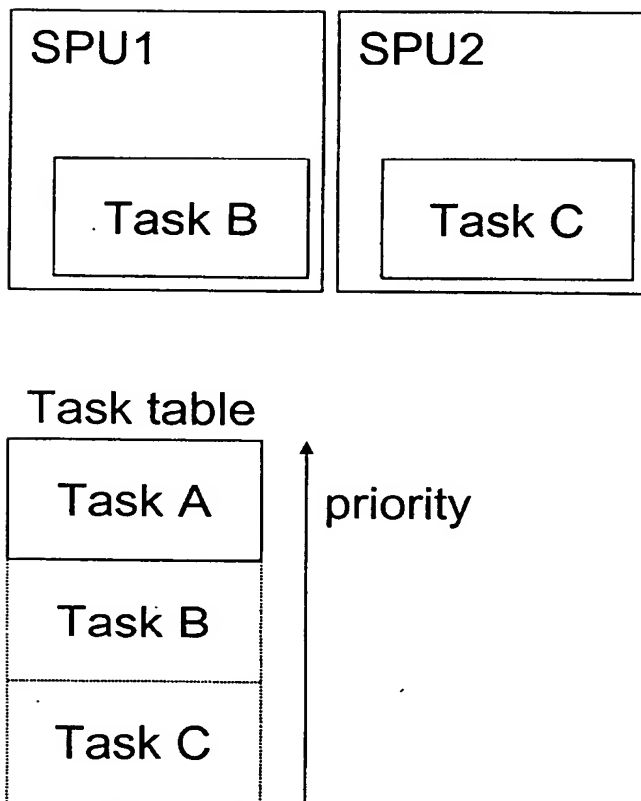 SPU1
SPU2
Task B
Task C
Task table
Task A
priority
Task B
Task C